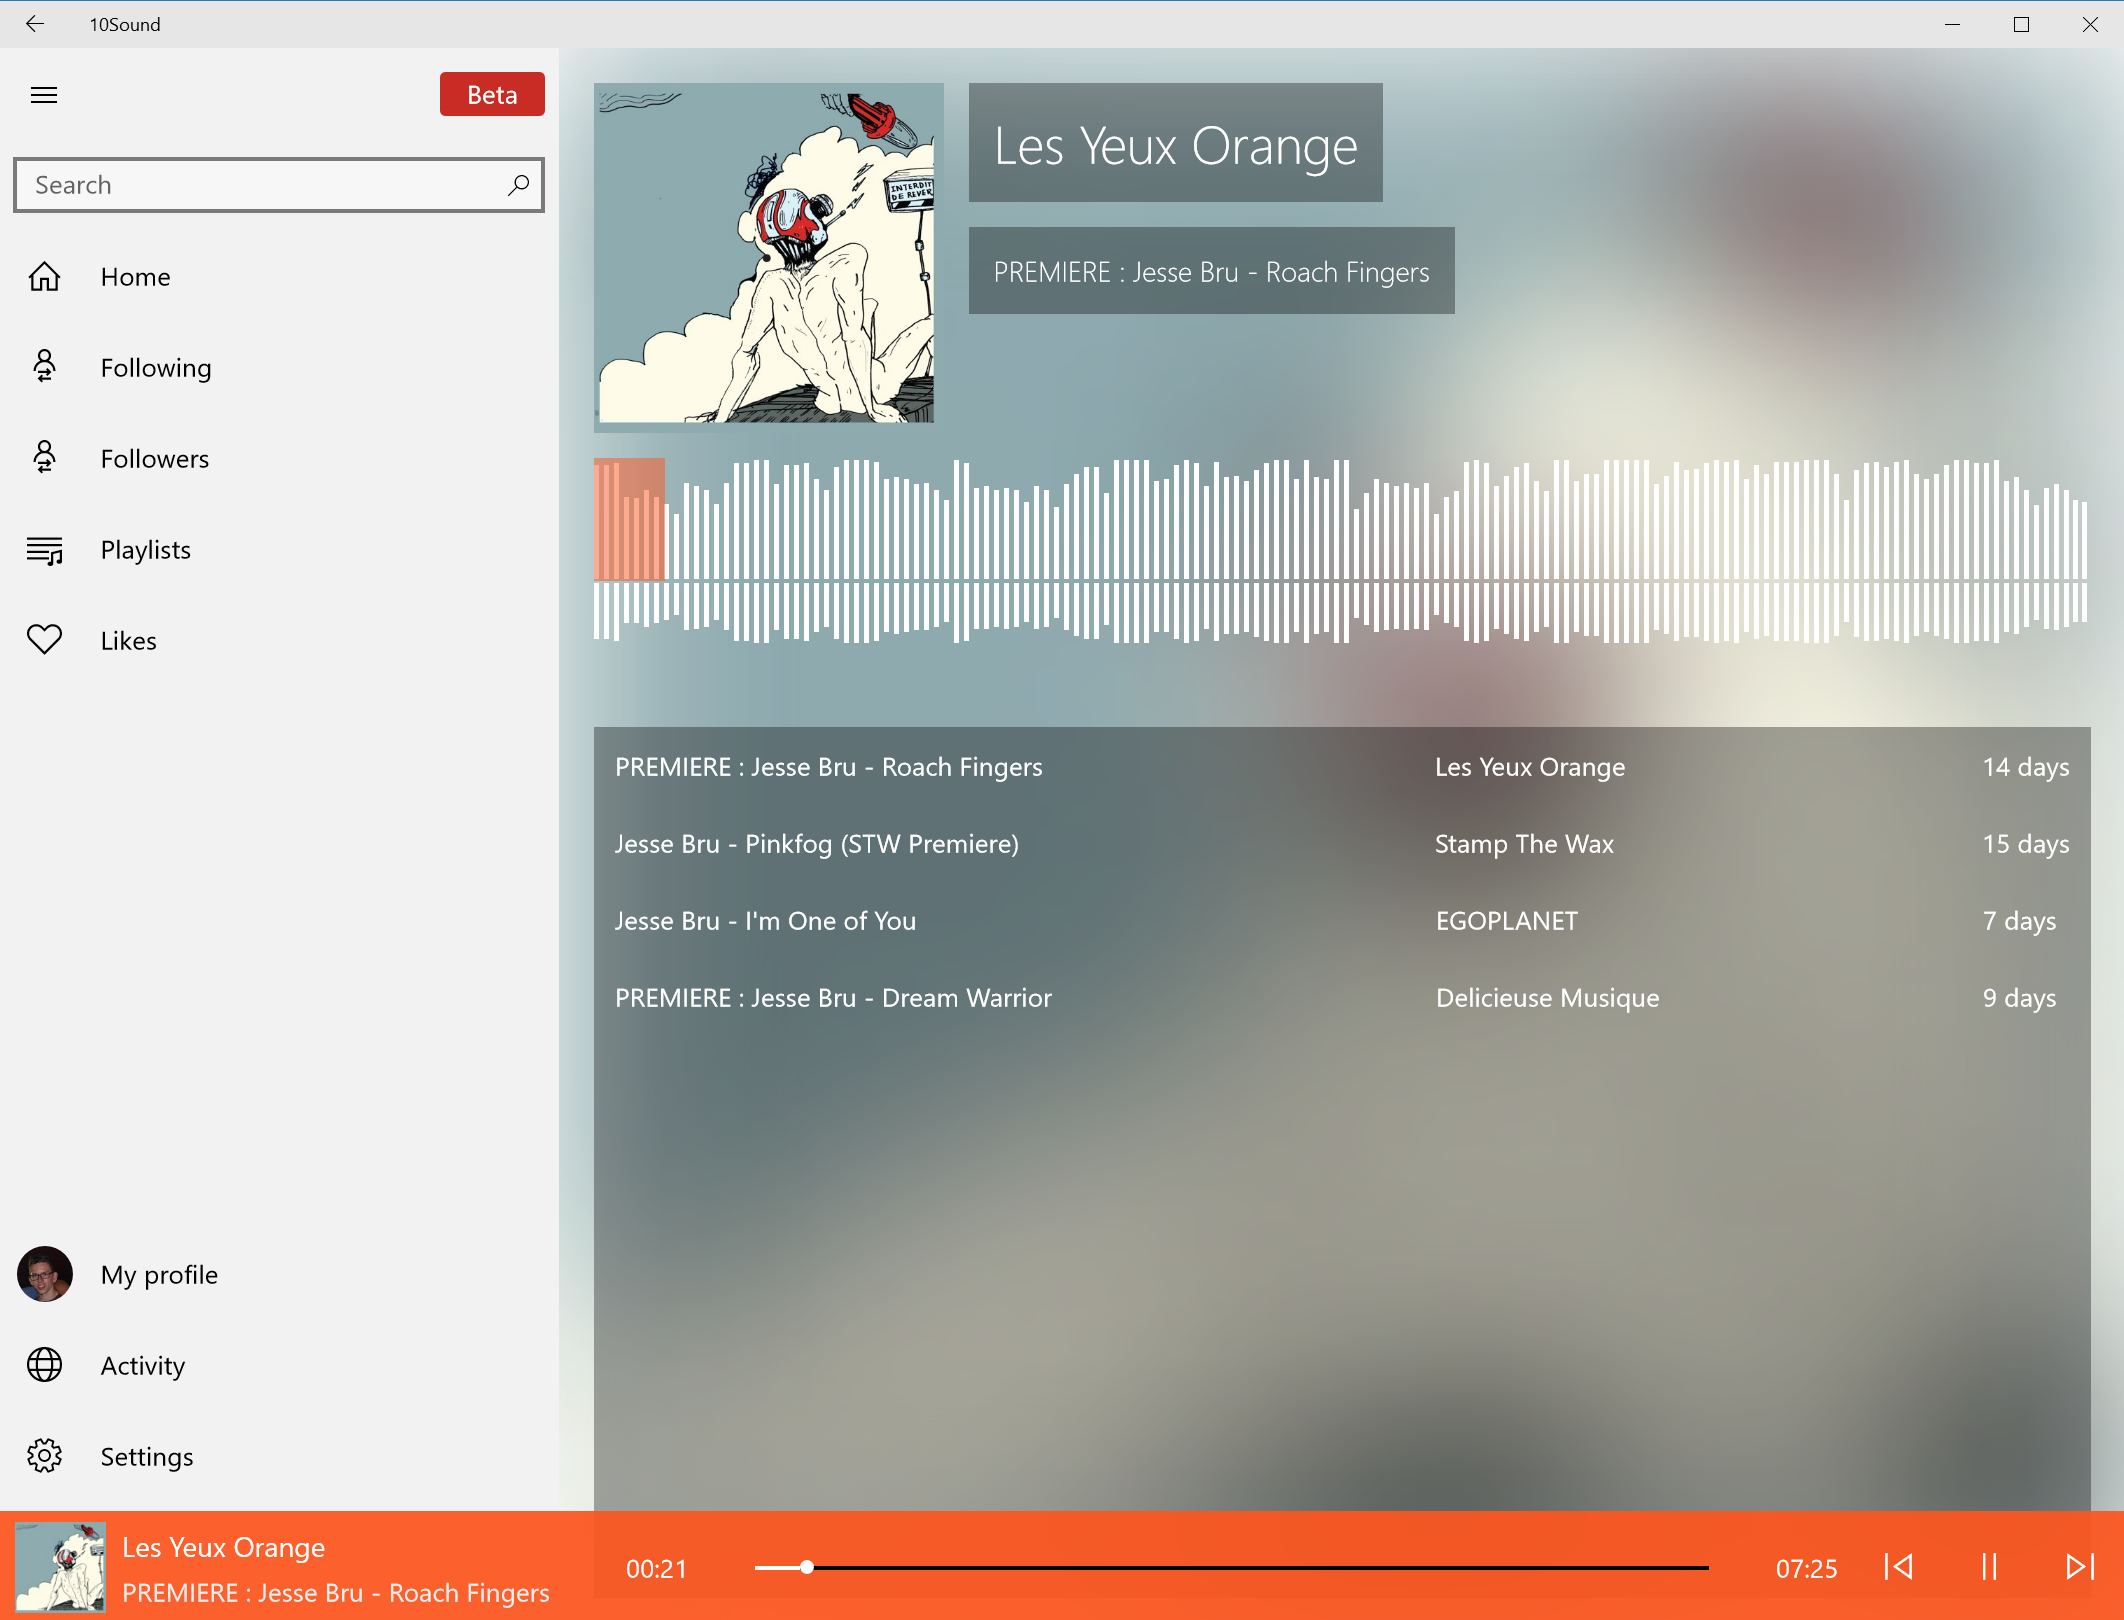 10Sound
Beta
Search
Home
Following
Followers
Playlists
Likes
My profile
Activity
Settings
INTERDIT
DE REVER
Les Yeux Orange
PREMIERE : Jesse Bru - Roach Fingers
PREMIERE : Jesse Bru - Roach Fingers Les Yeux Orange 14 days
Jesse Bru - Pinkfog (STW Premiere) Stamp The Wax 15 days
Jesse Bru - I'm One of You EGOPLANET 7 days
PREMIERE : Jesse Bru - Dream Warrior Delicieuse Musique 9 days
Les Yeux Orange
PREMIERE : Jesse Bru - Roach Fingers
00:21 07:25